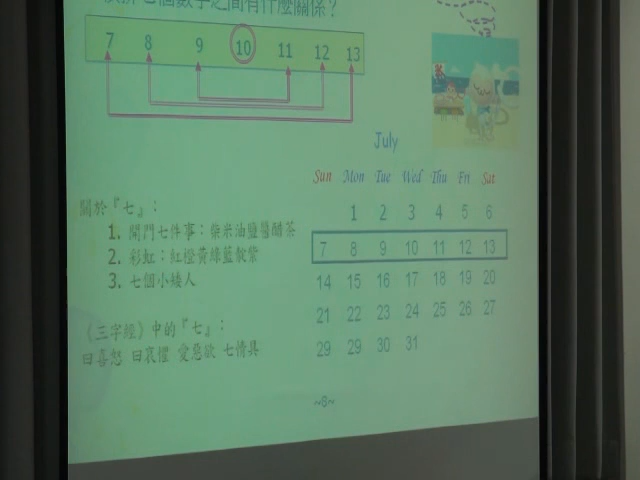 個數字之間有什麼關係？
7 8 9 10 11 12 13
July
Sun Mon Tue Wed Thu Fri Sat
1 2 3 4 5 6
7 8 9 10 11 12 13
14 15 16 17 18 19 20
21 22 23 24 25 26 27
29 29 30 31
關於『七』：
1. 開門七件事：柴米油鹽醬醋茶
2. 彩虹：紅橙黃綠藍靛紫
3. 七個小矮人
《三字經》中的『七』：
曰喜怒 曰哀懼 愛惡欲 七情具
~6~